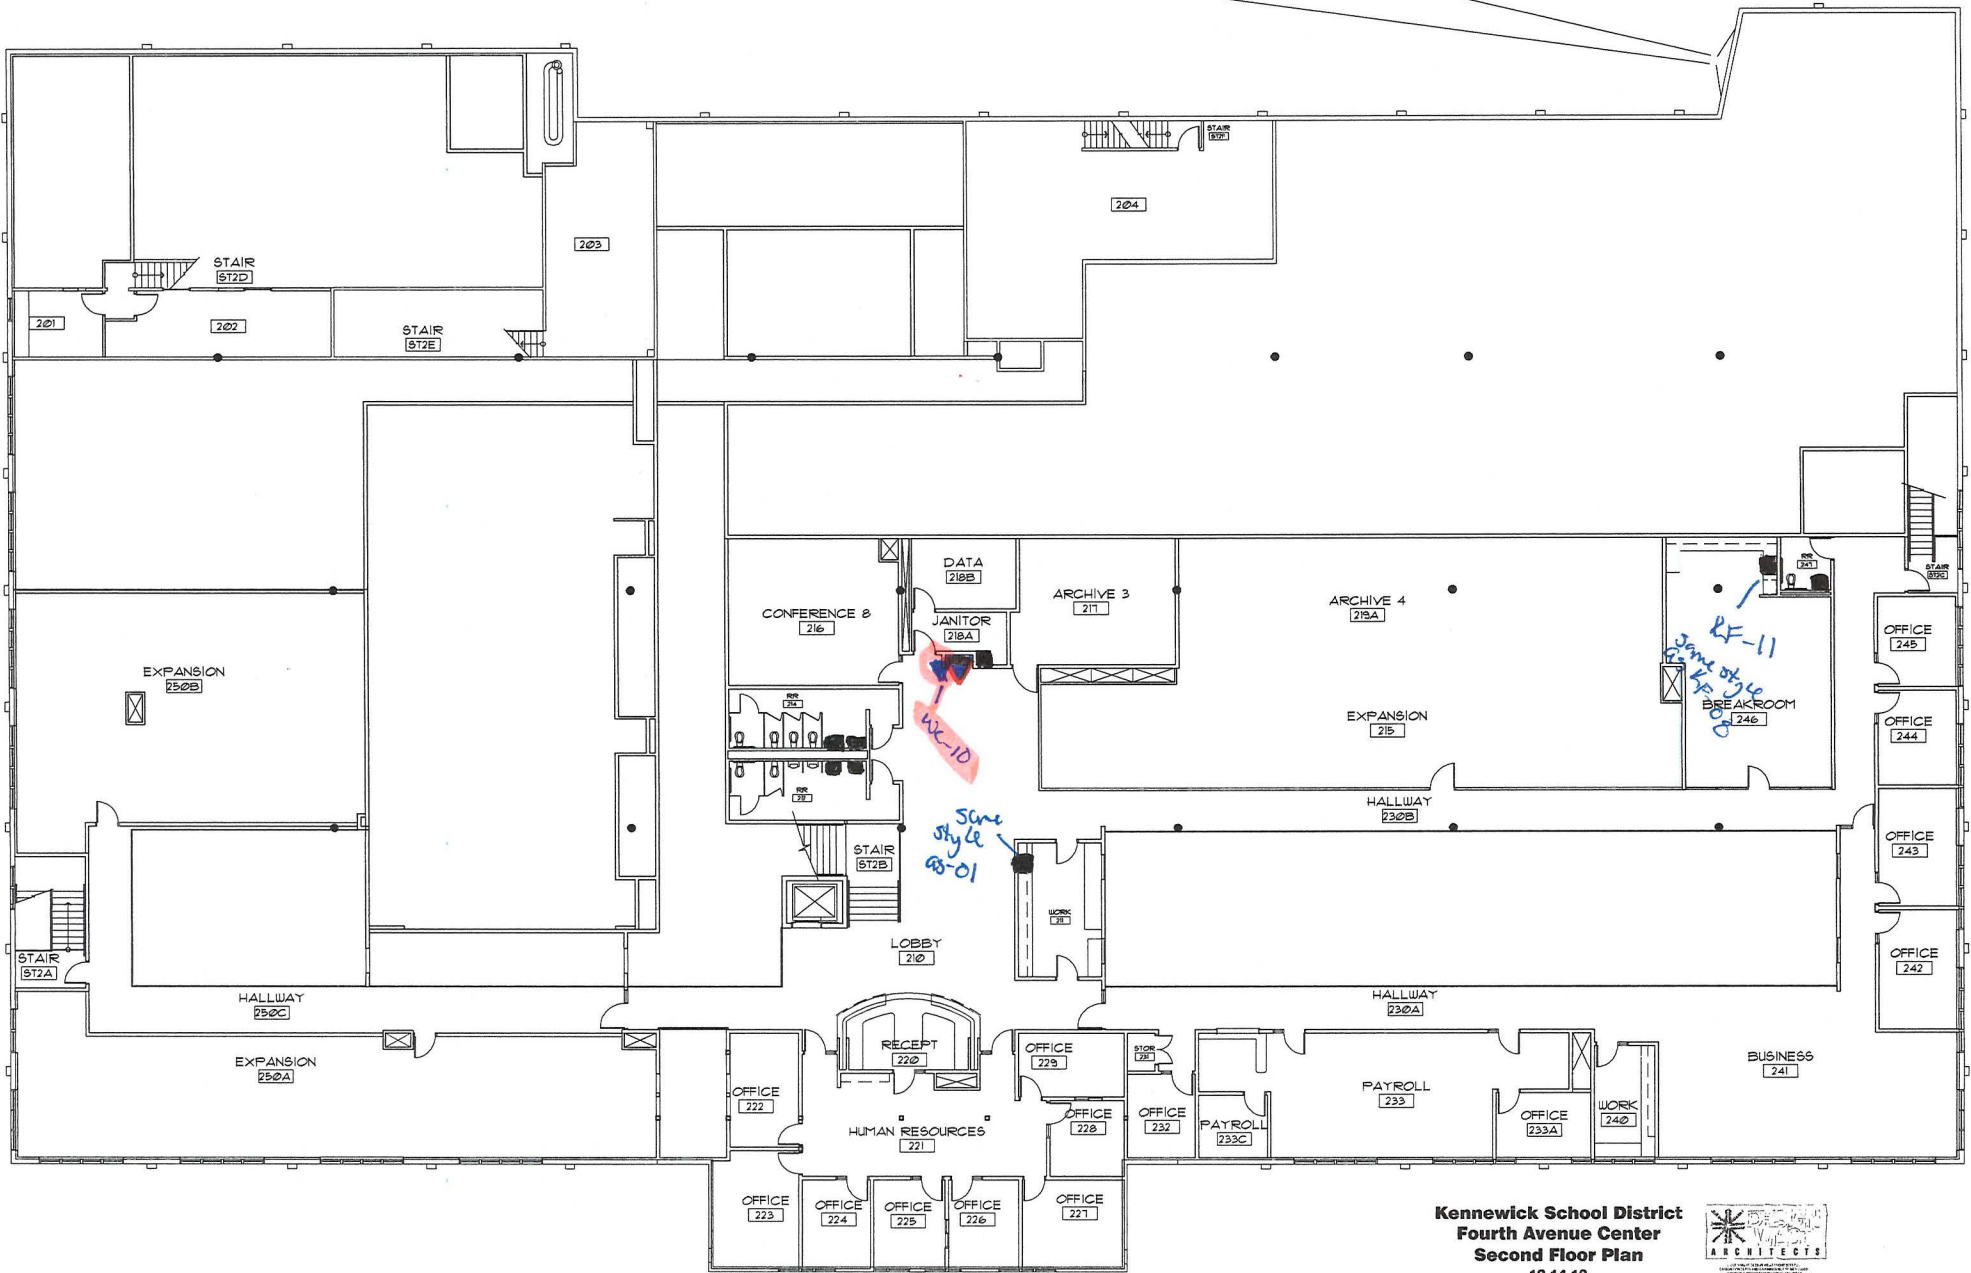 STAIR
ST2F
204
203
STAIR
ST2D
201
202
STAIR
ST2E
DATA
218B
ARCHIVE 3
217
ARCHIVE 4
219A
CONFERENCE 8
216
JANITOR
218A
RR
247
STAIR
ST2C
KF-11
same style
as KF-08
OFFICE
245
EXPANSION
250B
RR
214
WC-10
EXPANSION
215
BREAKROOM
246
OFFICE
244
RR
HALLWAY
230B
same
style
as-01
STAIR
ST2B
OFFICE
243
WORK
211
LOBBY
210
STAIR
ST2A
OFFICE
242
HALLWAY
250C
HALLWAY
230A
RECEPT
220
OFFICE
229
STOR
231
EXPANSION
250A
BUSINESS
241
OFFICE
222
PAYROLL
233
HUMAN RESOURCES
221
OFFICE
228
OFFICE
232
PAYROLL
233C
OFFICE
233A
WORK
240
OFFICE
223
OFFICE
224
OFFICE
225
OFFICE
226
OFFICE
227
Kennewick School District
Fourth Avenue Center
Second Floor Plan
ARCHITECTS